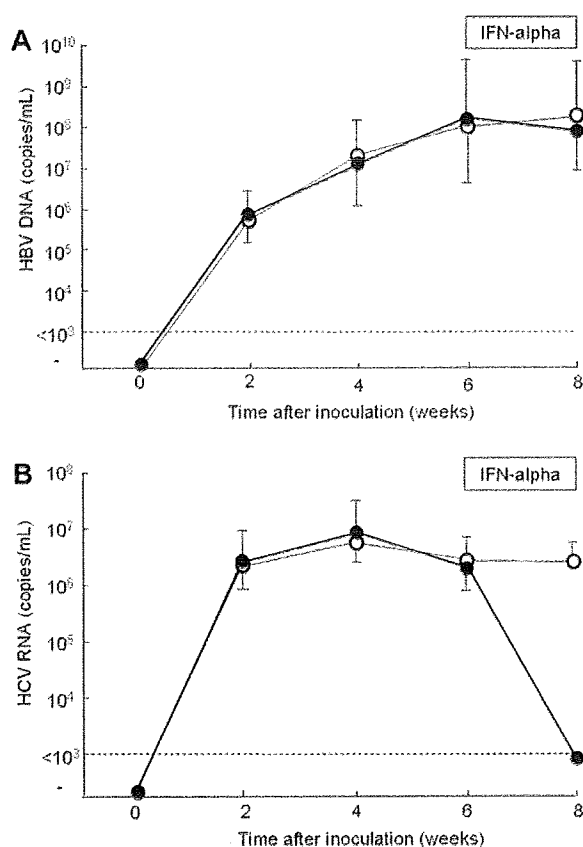 A
IFN-alpha
HBV DNA (copies/mL)
10¹⁰
10⁹
10⁸
10⁷
10⁶
10⁵
10⁴
<10³
-
0 2 4 6 8
Time after inoculation (weeks)
B
IFN-alpha
HCV RNA (copies/mL)
10⁸
10⁷
10⁶
10⁵
10⁴
<10³
-
0 2 4 6 8
Time after inoculation (weeks)